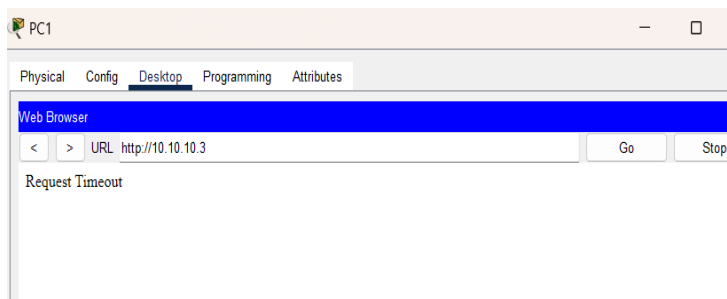 PC1
Physical Config Desktop Programming Attributes
Web Browser
< > URL http://10.10.10.3 Go Stop
Request Timeout